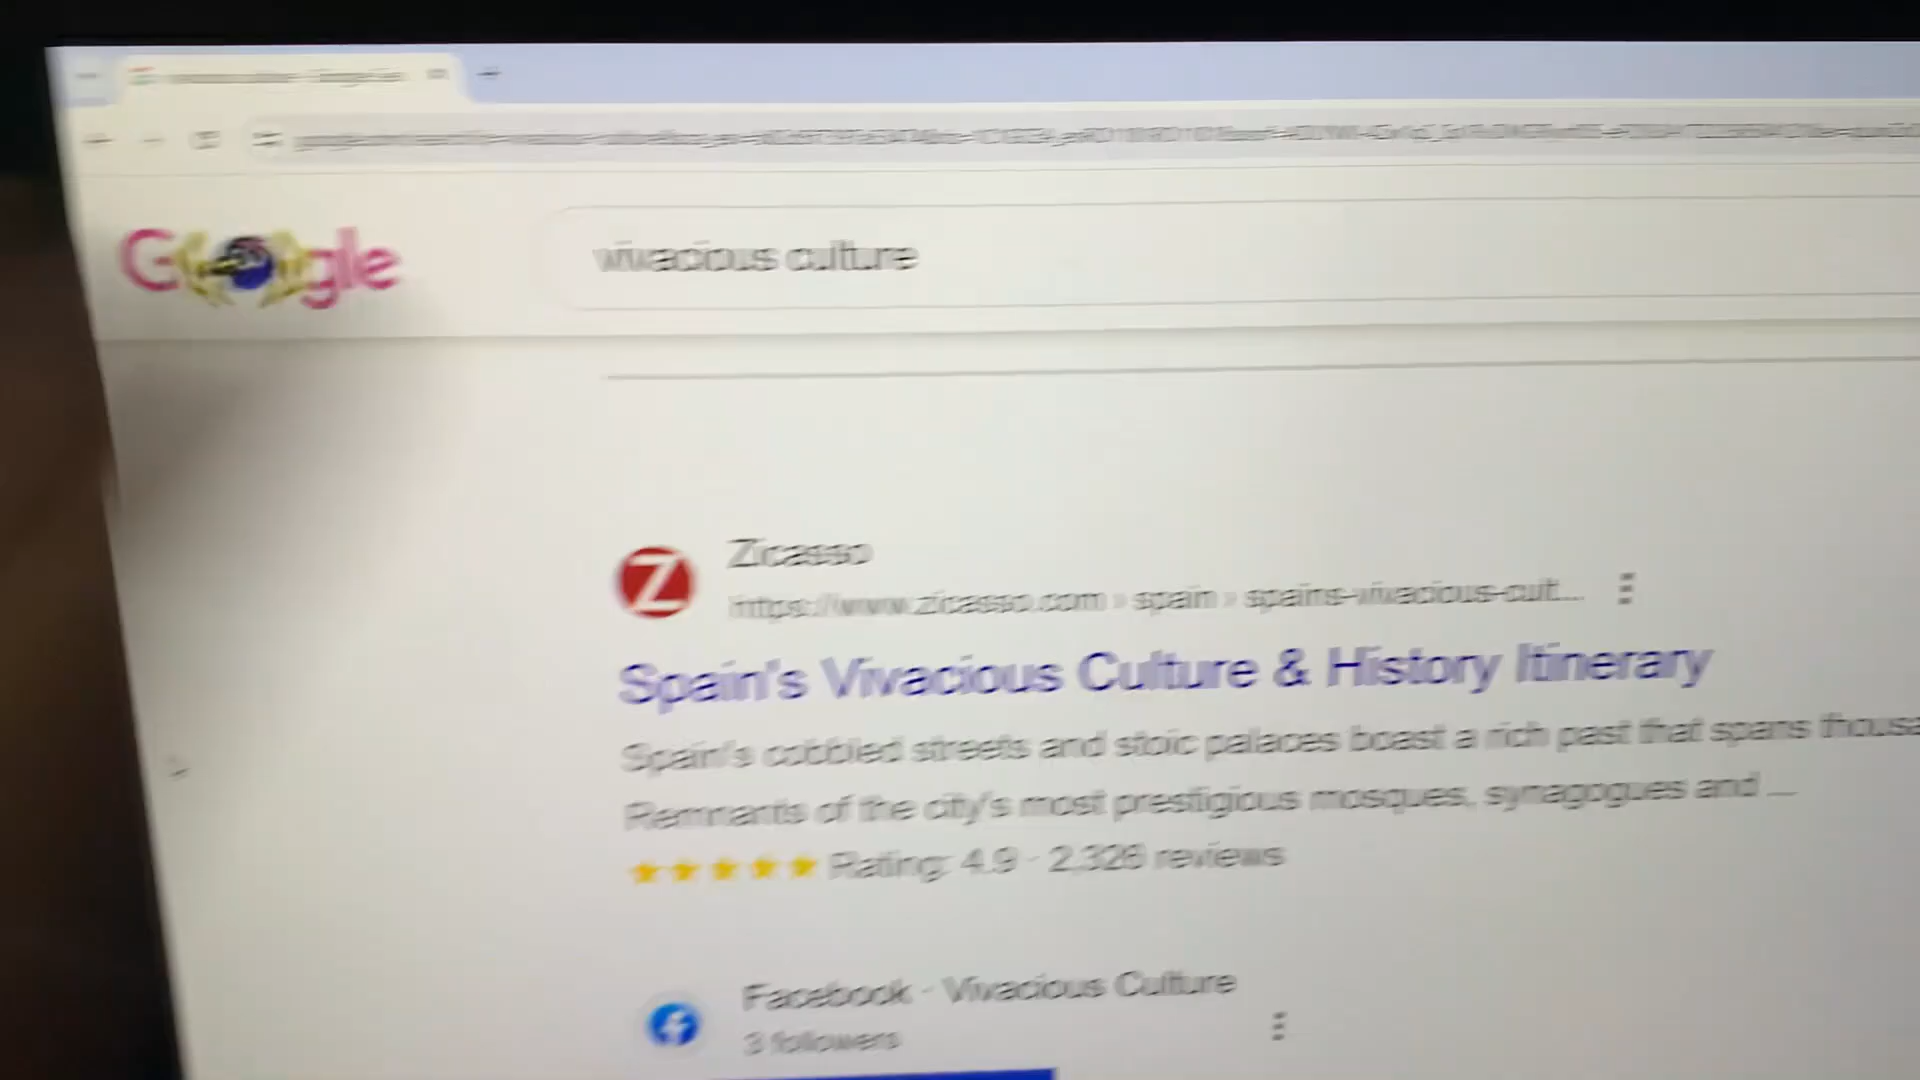 Google
vivacious culture
Zicasso
https://www.zicasso.com › spain › spains-vivacious-cult...
Spain's Vivacious Culture & History Itinerary
Spain's cobbled streets and stoic palaces boast a rich past that spans
Remnants of the city's most prestigious mosques, synagogues and ...
Rating: 4.9 · 2,326 reviews
Facebook · Vivacious Culture
3 followers